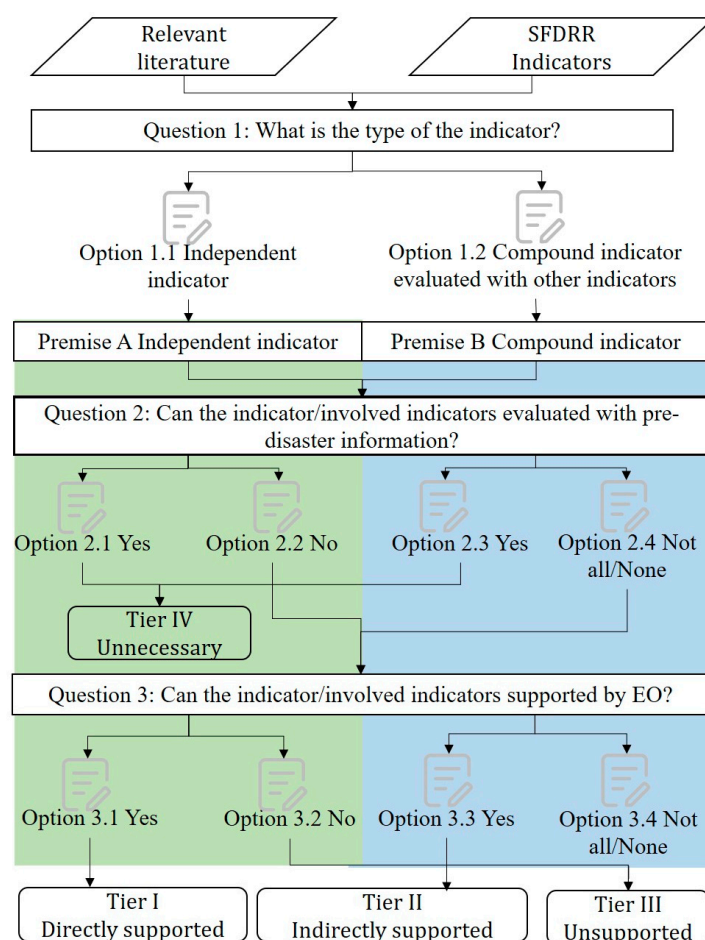 Relevant
literature
SFDRR
Indicators
Question 1: What is the type of the indicator?
Option 1.1 Independent
indicator
Option 1.2 Compound indicator
evaluated with other indicators
Premise A Independent indicator
Premise B Compound indicator
Question 2: Can the indicator/involved indicators evaluated with pre-
disaster information?
Option 2.1 Yes
Option 2.2 No
Option 2.3 Yes
Option 2.4 Not
all/None
Tier IV
Unnecessary
Question 3: Can the indicator/involved indicators supported by EO?
Option 3.1 Yes
Option 3.2 No
Option 3.3 Yes
Option 3.4 Not
all/None
Tier I
Directly supported
Tier II
Indirectly supported
Tier III
Unsupported